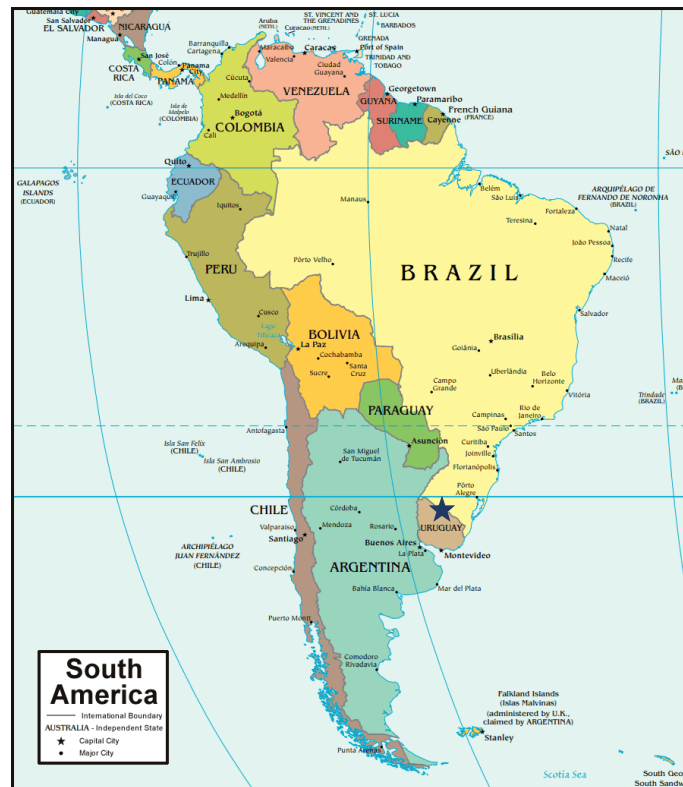 Guatemala City
San Salvador
EL SALVADOR
NICARAGUA
Managua
COSTA
RICA
San José
Colón
Panama
City
PANAMA
Isla del Coco
(COSTA RICA)
Isla de
Malpelo
(COLOMBIA)
Barranquilla
Cartagena
Aruba
(NETH.)
Curacao (NETH.)
ST. VINCENT AND
THE GRENADINES
ST. LUCIA
BARBADOS
GRENADA
Port of Spain
TRINIDAD AND
TOBAGO
Maracaibo
Caracas
Valencia
Ciudad
Guayana
VENEZUELA
Cúcuta
Medellín
Bogotá
COLOMBIA
Cali
Georgetown
GUYANA
Paramaribo
SURINAME
French Guiana
(FRANCE)
Cayenne
GALAPAGOS
ISLANDS
(ECUADOR)
Quito
ECUADOR
Guayaquil
Iquitos
Manaus
Belém
São Luís
Fortaleza
Teresina
ARQUIPÉLAGO DE
FERNANDO DE NORONHA
(BRAZIL)
SÃO
Natal
João Pessoa
Recife
Maceió
Trujillo
PERU
Pôrto Velho
BRAZIL
Lima
Cusco
Lago
Titicaca
Arequipa
Salvador
BOLIVIA
La Paz
Cochabamba
Santa
Cruz
Sucre
Brasília
Goiânia
Uberlândia
Belo
Horizonte
Vitória
Campo
Grande
Trindade
(BRAZIL)
Ma
(B
PARAGUAY
Campinas
Rio de
Janeiro
São Paulo
Santos
Antofagasta
Asunción
Curitiba
Joinville
Florianópolis
Isla San Felix
(CHILE)
Isla San Ambrosio
(CHILE)
San Miguel
de Tucumán
Pôrto
Alegre
CHILE
Córdoba
Valparaíso
Mendoza
Rosario
URUGUAY
Santiago
Buenos Aires
La Plata
Montevideo
ARCHIPIÉLAGO
JUAN FERNÁNDEZ
(CHILE)
Concepción
ARGENTINA
Bahía Blanca
Mar del Plata
Puerto Montt
Comodoro
Rivadavia
South
America
International Boundary
AUSTRALIA - Independent State
Capital City
Major City
Falkland Islands
(Islas Malvinas)
(administered by U.K.,
claimed by ARGENTINA)
Stanley
Punta Arenas
Scotia Sea
South Geo
South Sandw